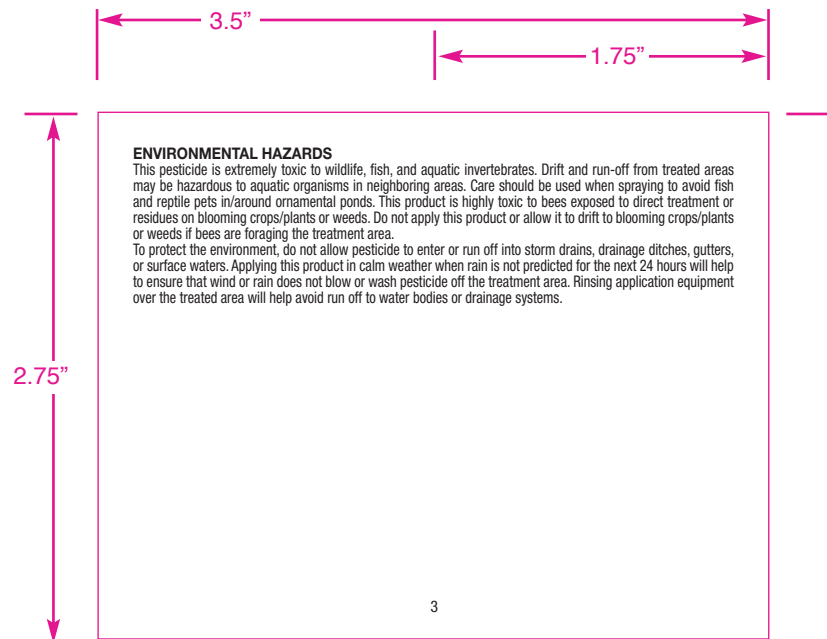 3.5”
1.75”
ENVIRONMENTAL HAZARDS
This pesticide is extremely toxic to wildlife, fish, and aquatic invertebrates. Drift and run-off from treated areas
may be hazardous to aquatic organisms in neighboring areas. Care should be used when spraying to avoid fish
and reptile pets in/around ornamental ponds. This product is highly toxic to bees exposed to direct treatment or
residues on blooming crops/plants or weeds. Do not apply this product or allow it to drift to blooming crops/plants
or weeds if bees are foraging the treatment area.
To protect the environment, do not allow pesticide to enter or run off into storm drains, drainage ditches, gutters,
or surface waters. Applying this product in calm weather when rain is not predicted for the next 24 hours will help
to ensure that wind or rain does not blow or wash pesticide off the treatment area. Rinsing application equipment
over the treated area will help avoid run off to water bodies or drainage systems.
2.75”
3